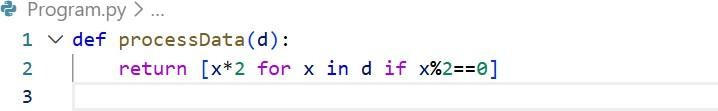 Program.py > ...
1 def processData(d):
2     return [x*2 for x in d if x%2==0]
3